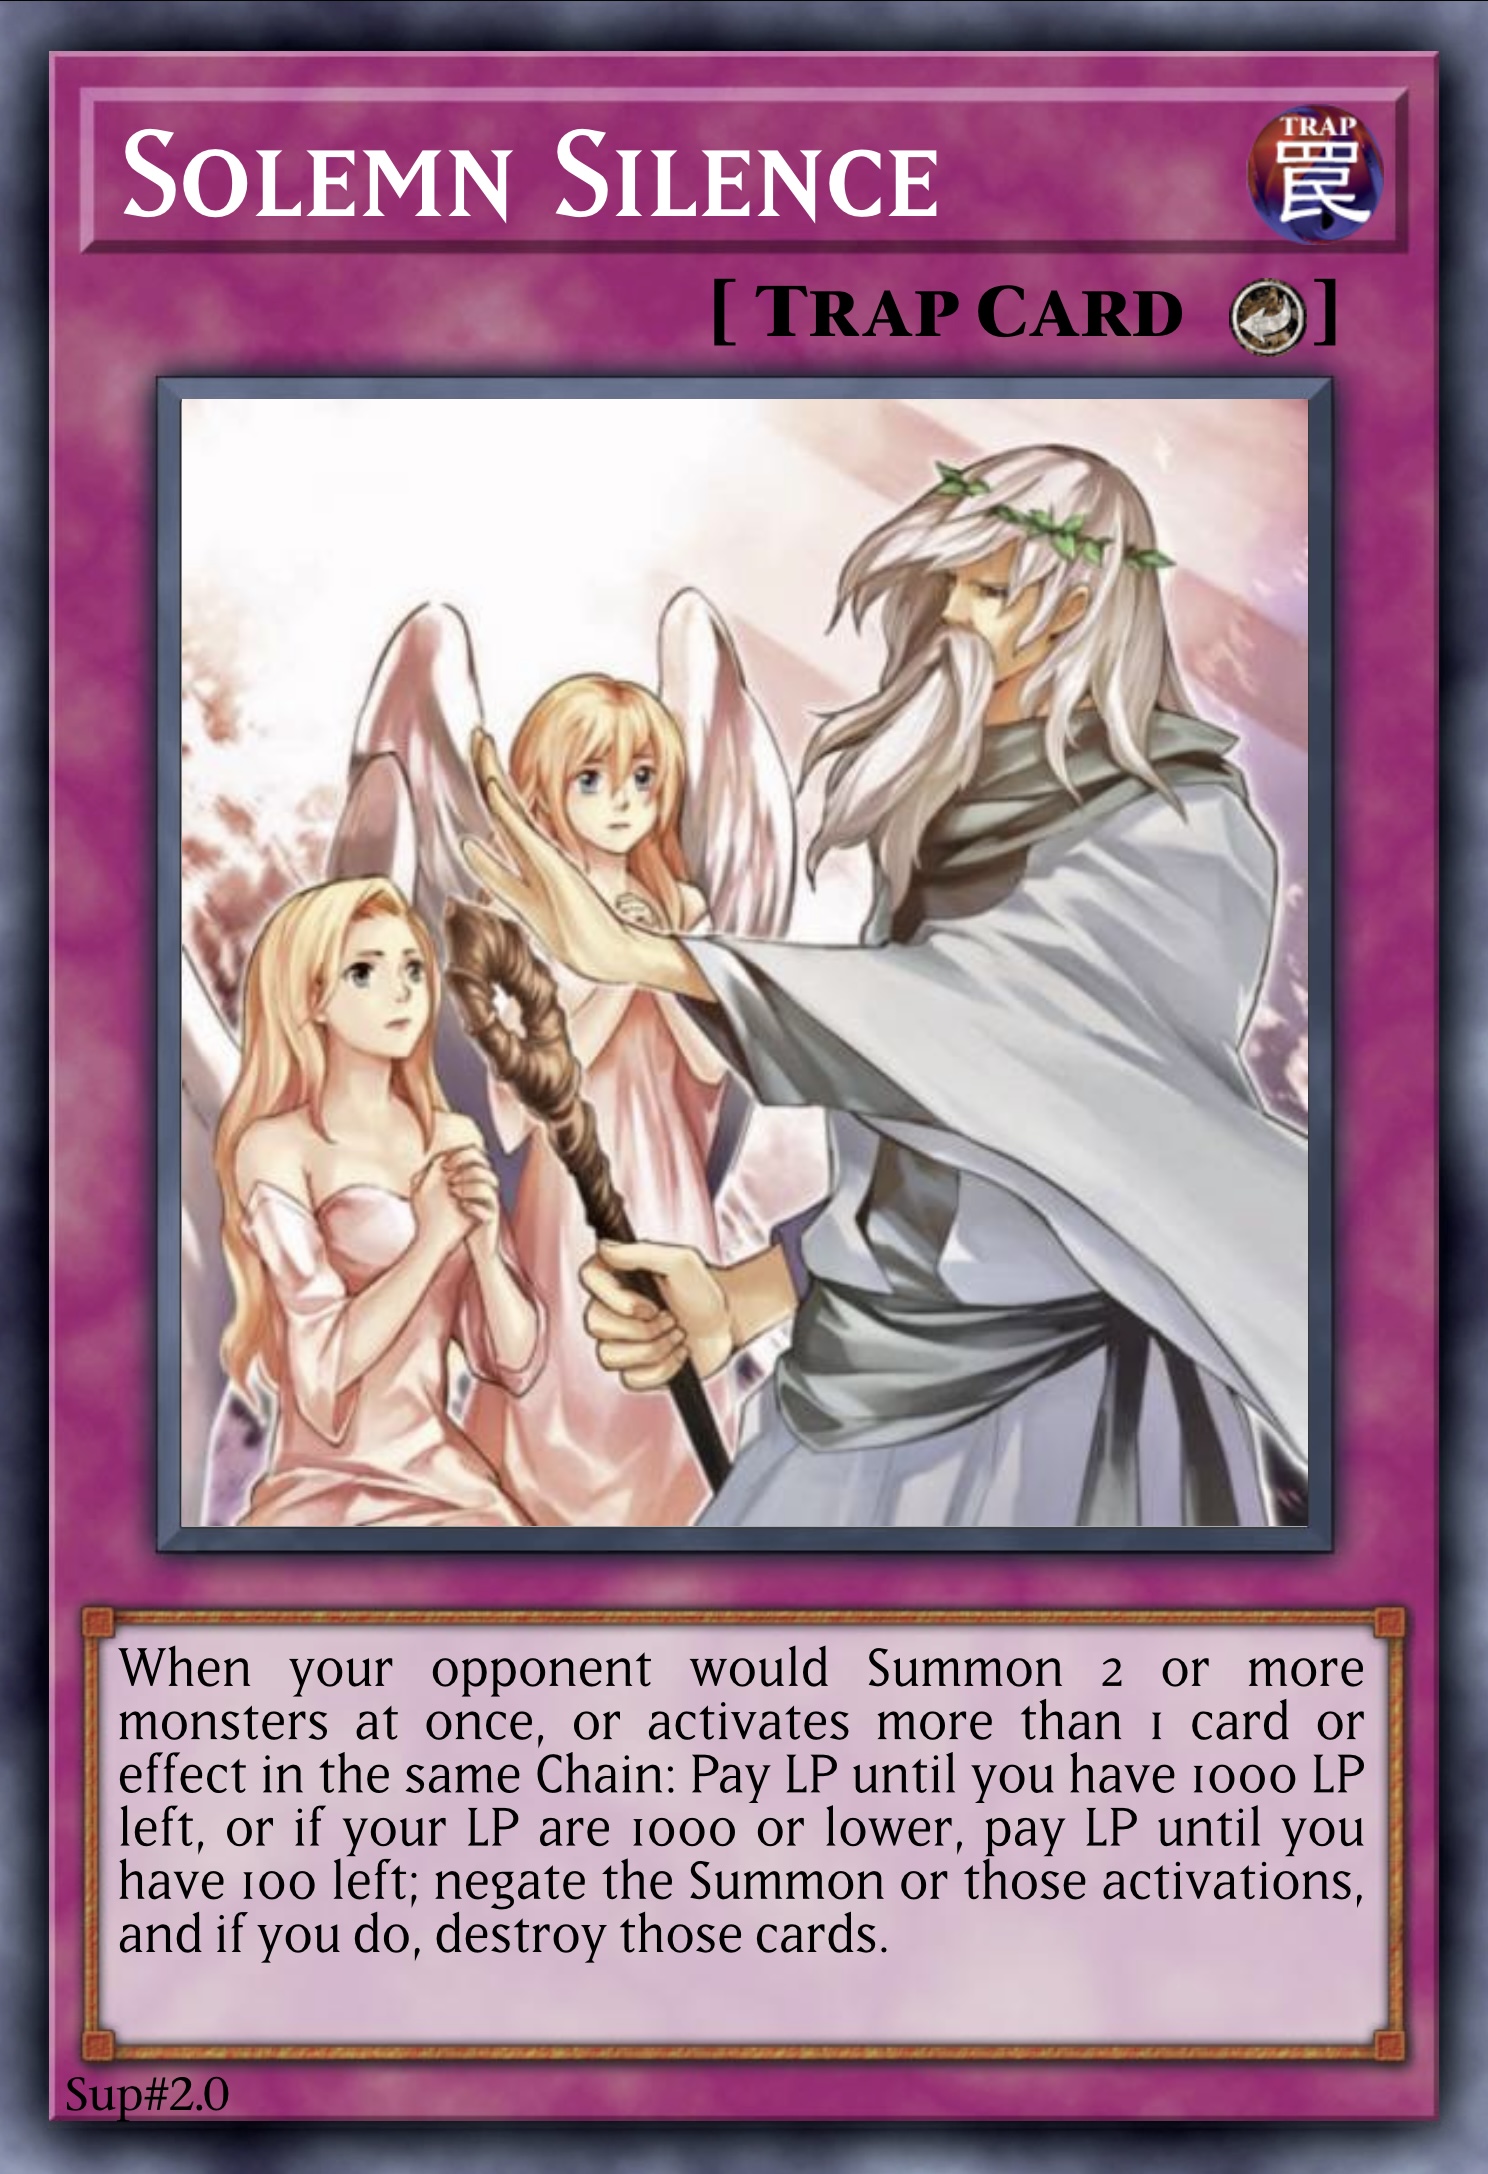 Solemn Silence
TRAP
罠
[ Trap Card ]
When your opponent would Summon 2 or more
monsters at once, or activates more than 1 card or
effect in the same Chain: Pay LP until you have 1000 LP
left, or if your LP are 1000 or lower, pay LP until you
have 100 left; negate the Summon or those activations,
and if you do, destroy those cards.
Sup#2.0